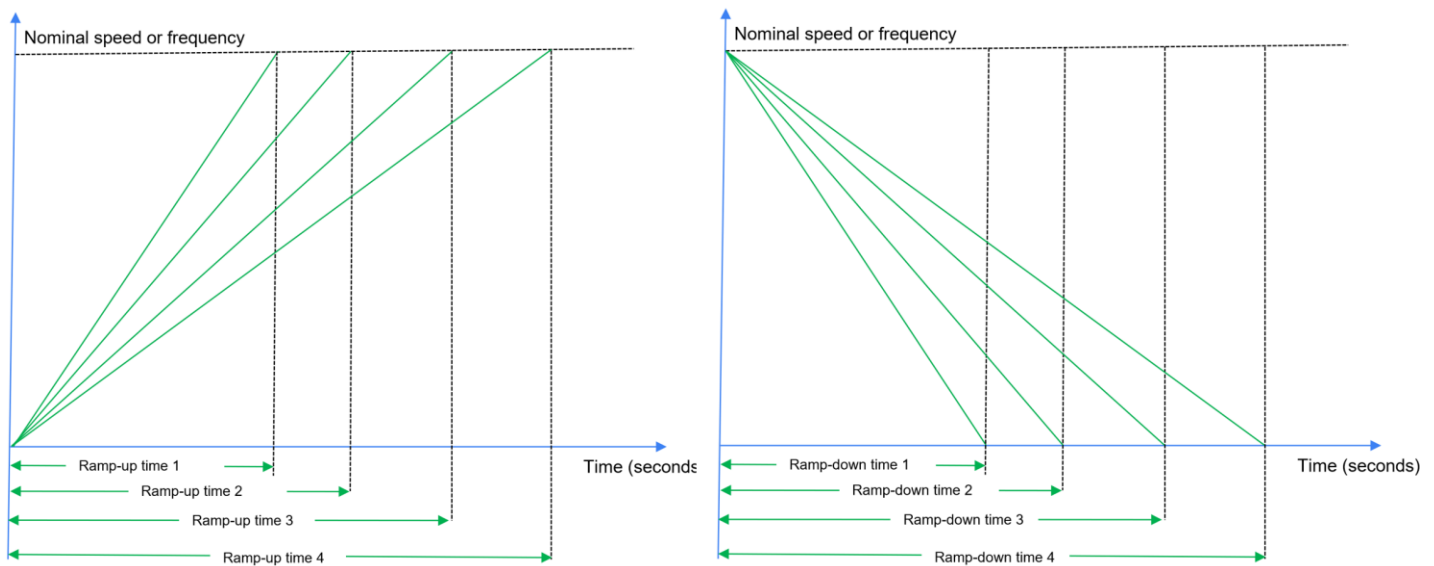 Nominal speed or frequency
Time (seconds
Ramp-up time 1
Ramp-up time 2
Ramp-up time 3
Ramp-up time 4
Nominal speed or frequency
Time (seconds)
Ramp-down time 1
Ramp-down time 2
Ramp-down time 3
Ramp-down time 4